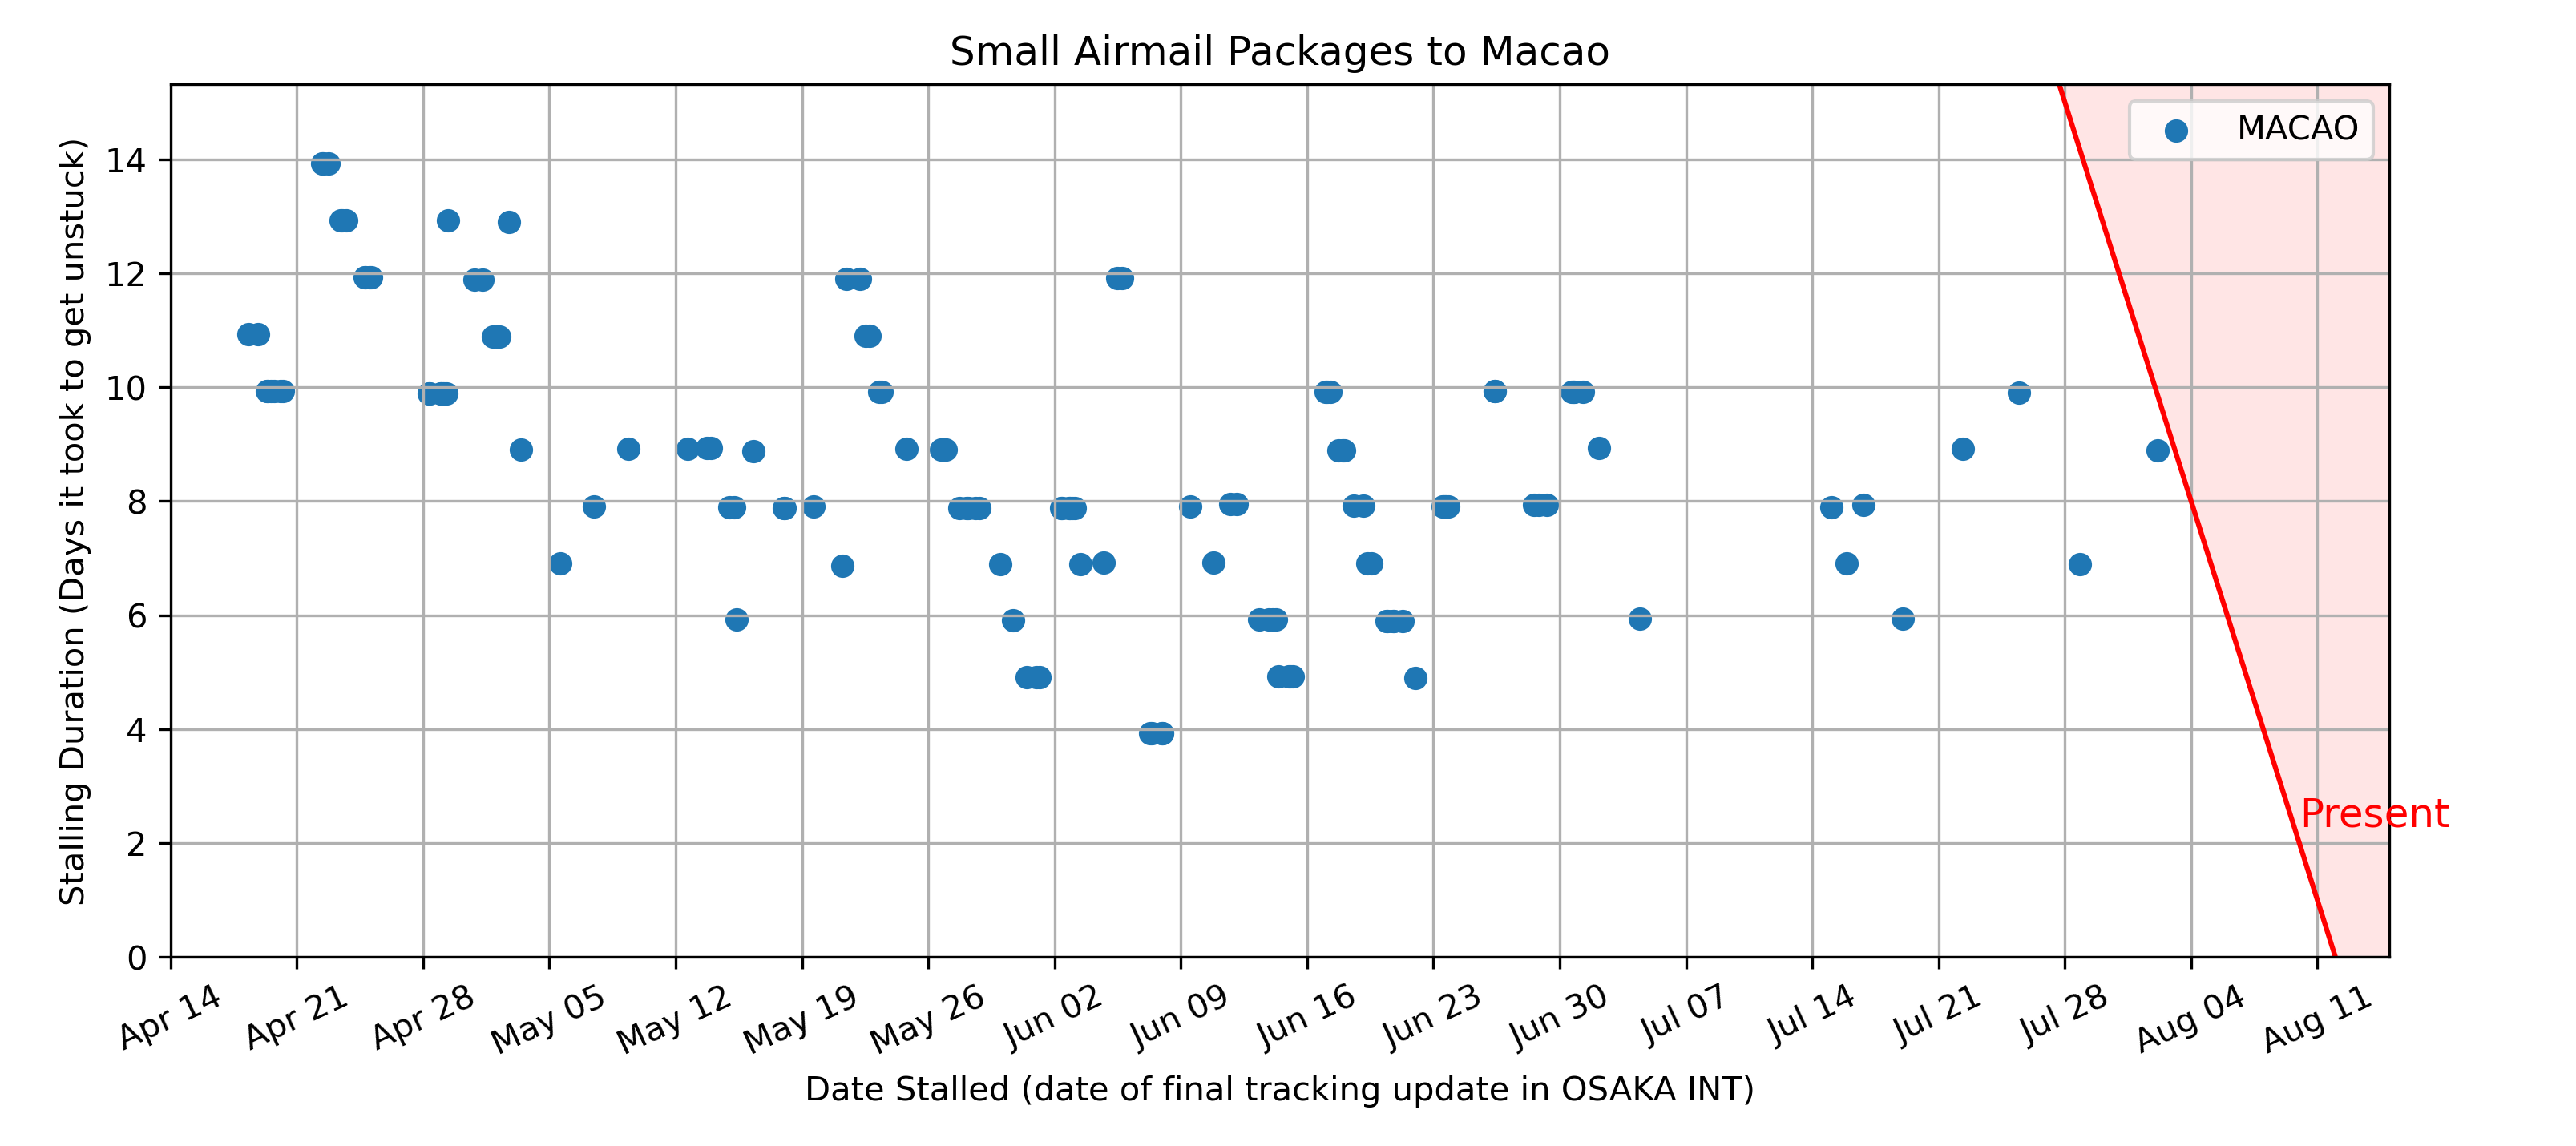 Small Airmail Packages to Macao
MACAO
Stalling Duration (Days it took to get unstuck)
14
12
10
8
6
4
2
0
Present
Apr 14
Apr 21
Apr 28
May 05
May 12
May 19
May 26
Jun 02
Jun 09
Jun 16
Jun 23
Jun 30
Jul 07
Jul 14
Jul 21
Jul 28
Aug 04
Aug 11
Date Stalled (date of final tracking update in OSAKA INT)